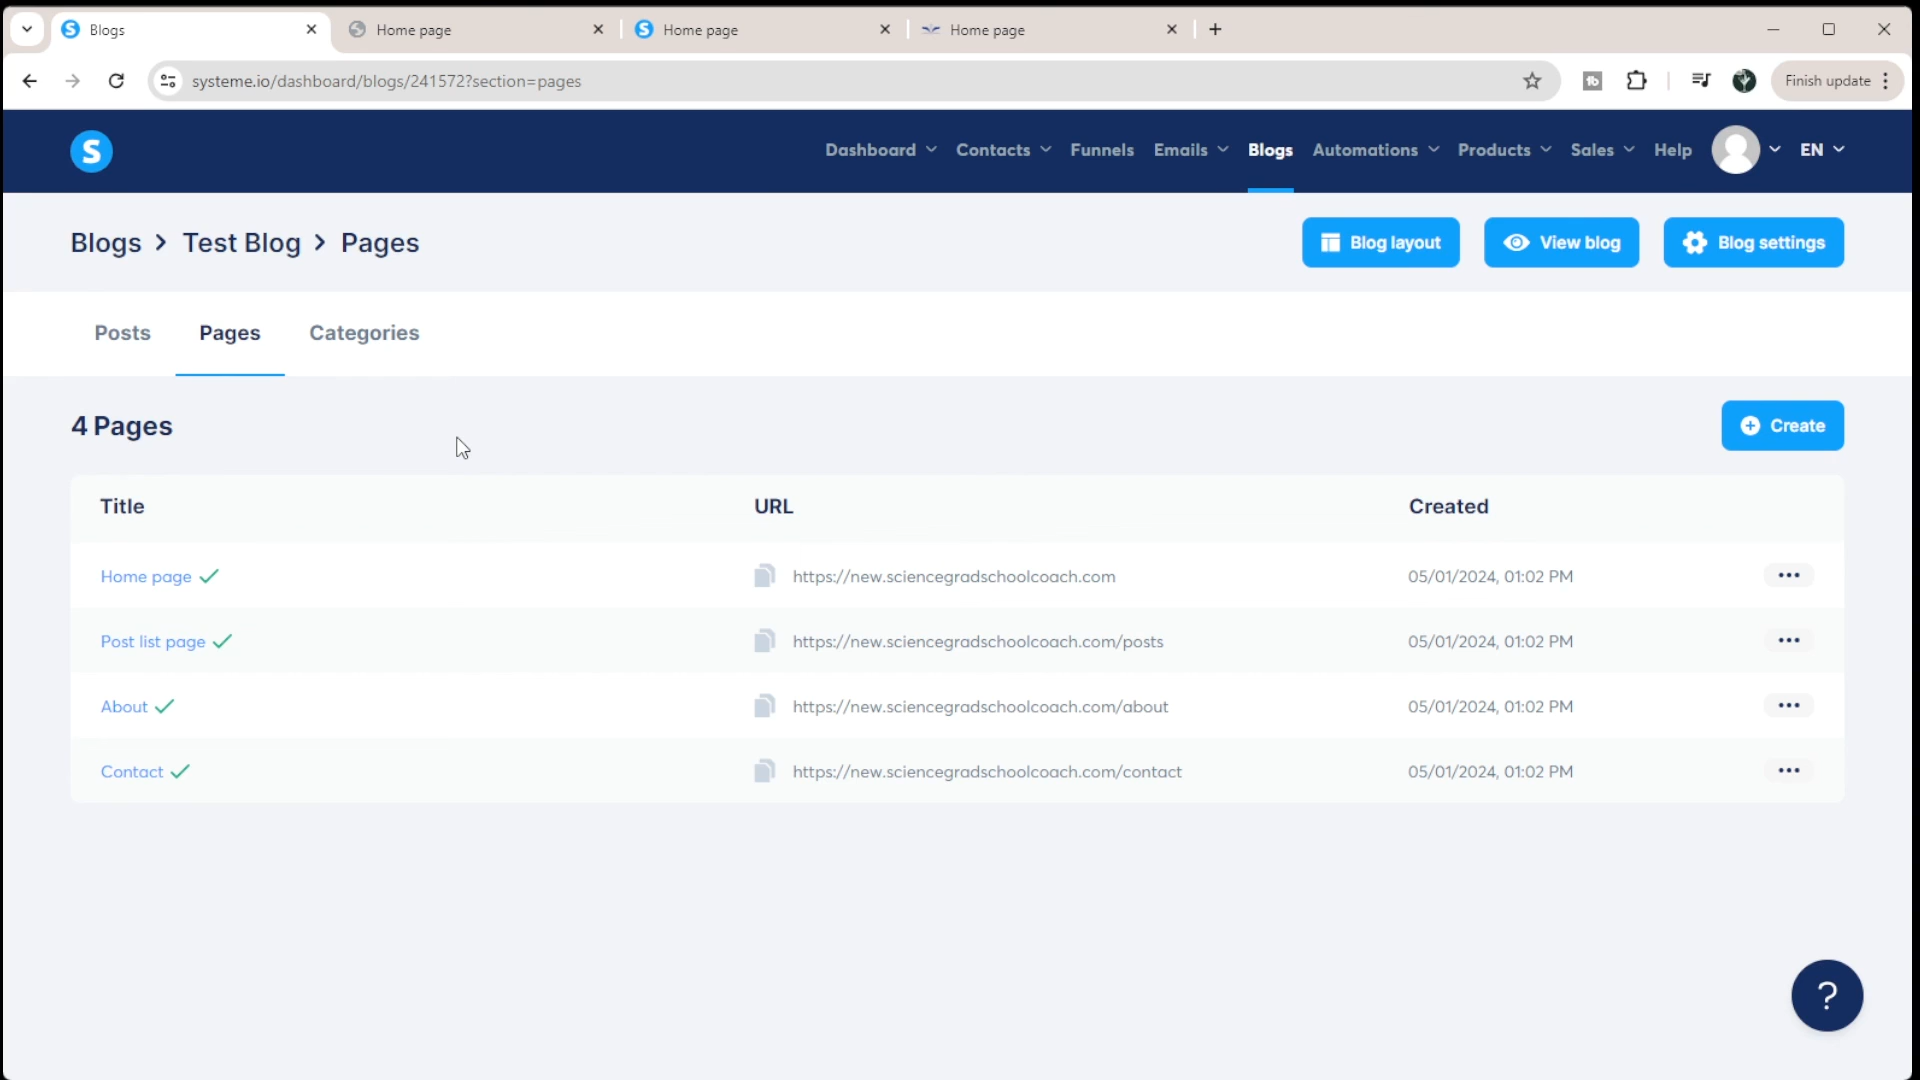 Blogs
Home page
Home page
Home page
systeme.io/dashboard/blogs/241572?section=pages
Finish update
S
Dashboard
Contacts
Funnels
Emails
Blogs
Automations
Products
Sales
Help
EN
Blogs > Test Blog > Pages
Blog layout
View blog
Blog settings
Posts
Pages
Categories
4 Pages
Create
Title
URL
Created
Home page
https://new.sciencegradschoolcoach.com
05/01/2024, 01:02 PM
Post list page
https://new.sciencegradschoolcoach.com/posts
05/01/2024, 01:02 PM
About
https://new.sciencegradschoolcoach.com/about
05/01/2024, 01:02 PM
Contact
https://new.sciencegradschoolcoach.com/contact
05/01/2024, 01:02 PM
?